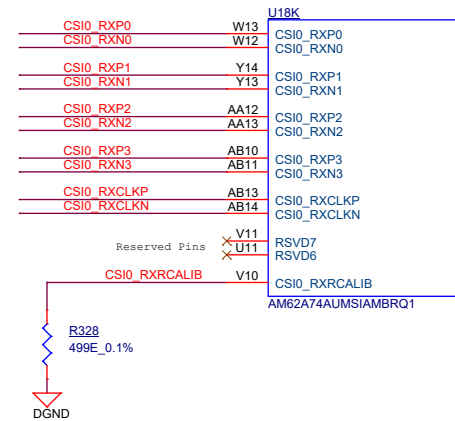 U18K
CSI0_RXP0 W13 CSI0_RXP0
CSI0_RXN0 W12 CSI0_RXN0
CSI0_RXP1 Y14 CSI0_RXP1
CSI0_RXN1 Y13 CSI0_RXN1
CSI0_RXP2 AA12 CSI0_RXP2
CSI0_RXN2 AA13 CSI0_RXN2
CSI0_RXP3 AB10 CSI0_RXP3
CSI0_RXN3 AB11 CSI0_RXN3
CSI0_RXCLKP AB13 CSI0_RXCLKP
CSI0_RXCLKN AB14 CSI0_RXCLKN
V11 RSVD7
Reserved Pins
U11 RSVD6
CSI0_RXRCALIB V10 CSI0_RXRCALIB
AM62A74AUMSIAMBRQ1
R328
499E_0.1%
DGND